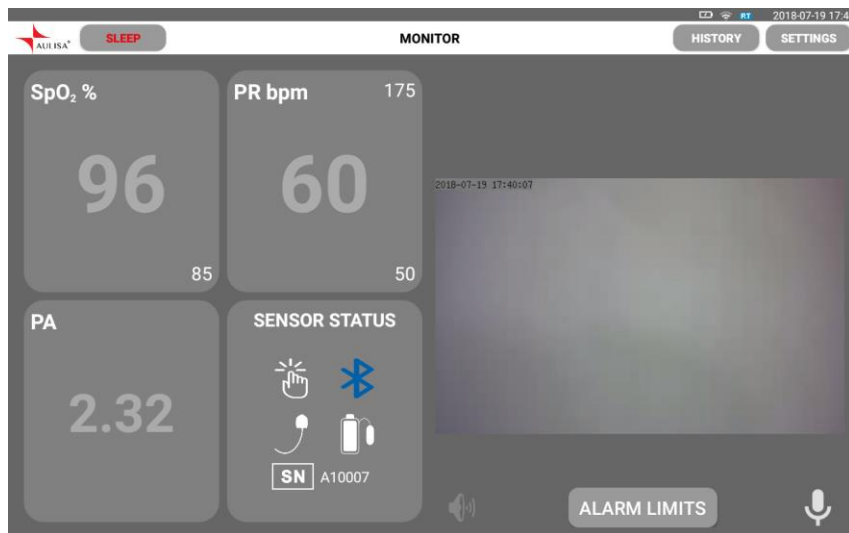 RT 2018-07-19 17:4
AULISA® SLEEP MONITOR HISTORY SETTINGS
SpO₂ %
96
85
PR bpm 175
60
50
2018-07-19 17:40:07
PA
2.32
SENSOR STATUS
SN A10007
ALARM LIMITS